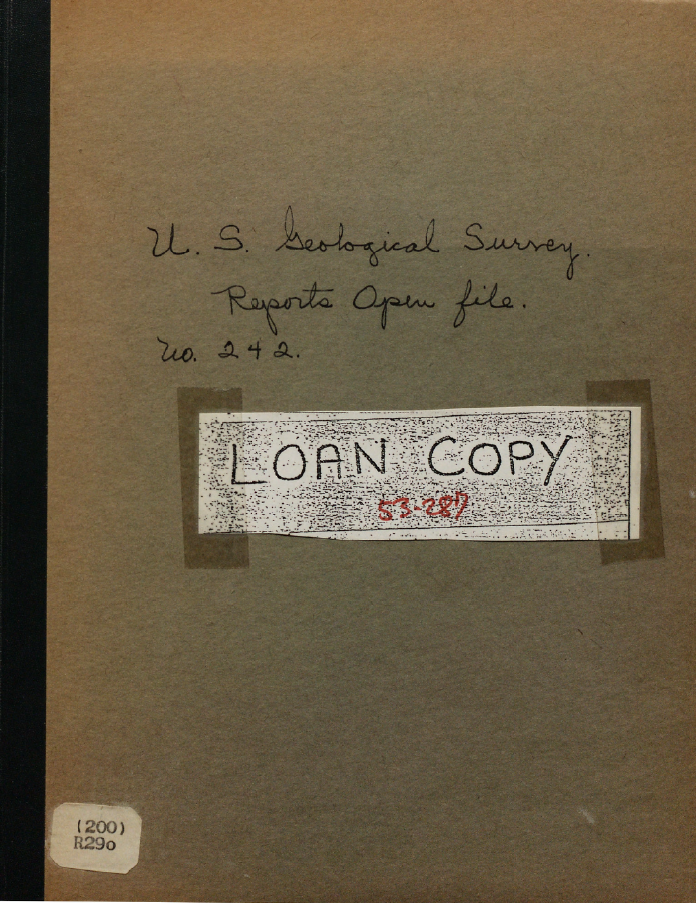 U. S. Geological Survey.
Reports Open file.
No. 242.
LOAN COPY
53-287
(200)
R29o